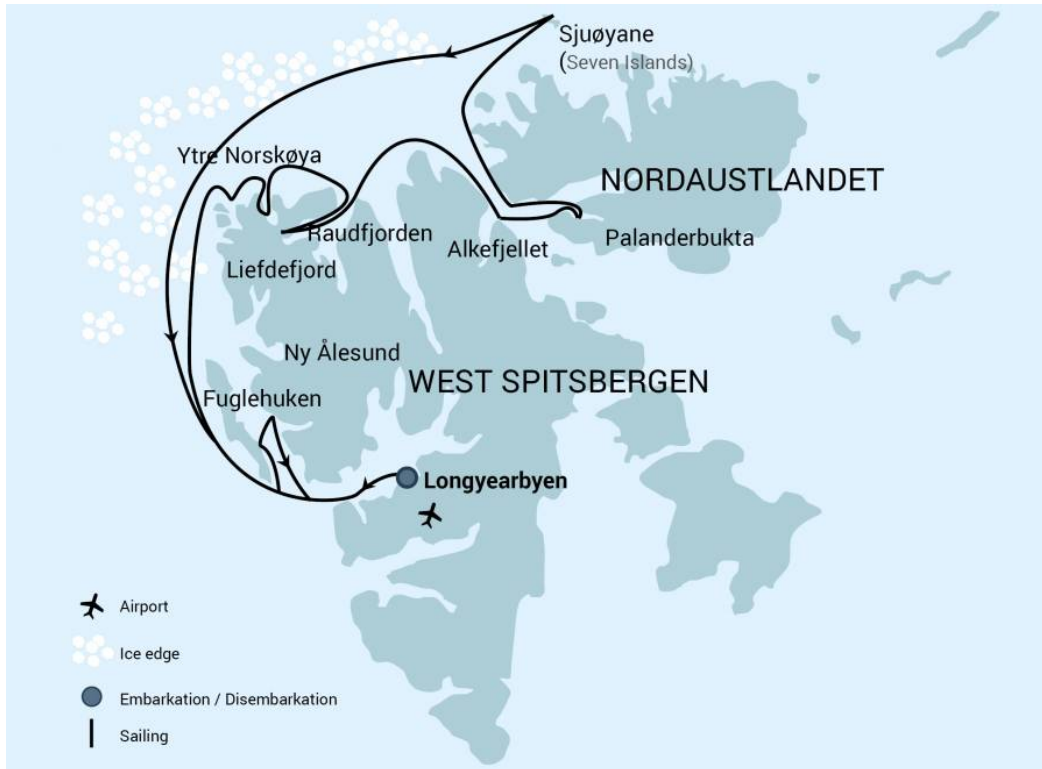 Sjuøyane
(Seven Islands)
Ytre Norskøya
NORDAUSTLANDET
Raudfjorden
Alkefjellet
Palanderbukta
Liefdefjord
Ny Ålesund
WEST SPITSBERGEN
Fuglehuken
Longyearbyen
Airport
Ice edge
Embarkation / Disembarkation
Sailing